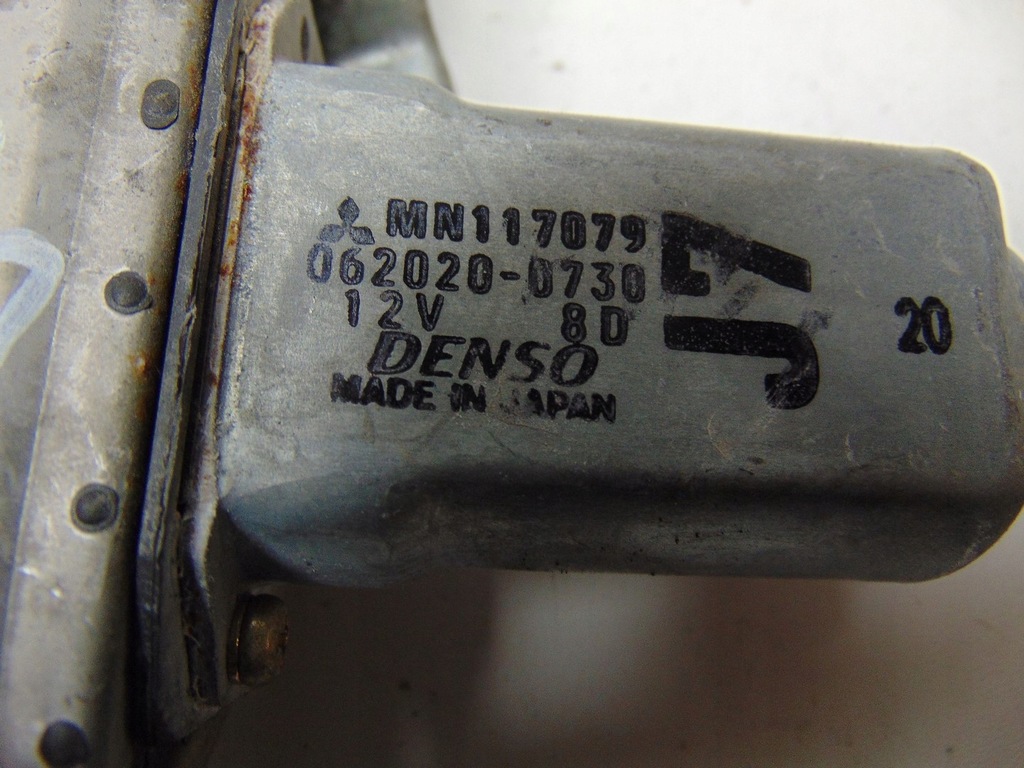 MN117079
062020-0730
12V 8D
DENSO
MADE IN JAPAN
20